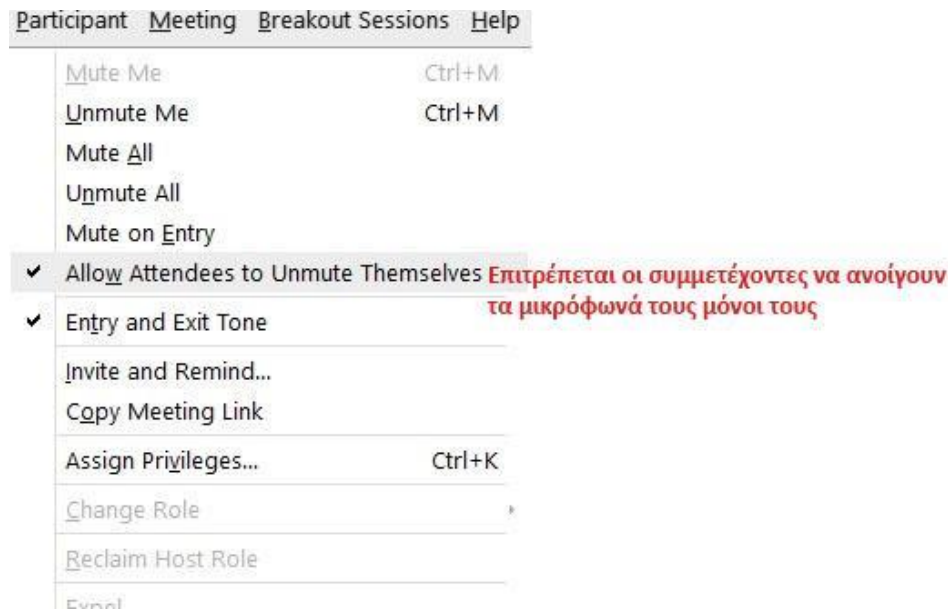 Participant Meeting Breakout Sessions Help
Mute Me Ctrl+M
Unmute Me Ctrl+M
Mute All
Unmute All
Mute on Entry
✔ Allow Attendees to Unmute Themselves Επιτρέπεται οι συμμετέχοντες να ανοίγουν
τα μικρόφωνά τους μόνοι τους
✔ Entry and Exit Tone
Invite and Remind...
Copy Meeting Link
Assign Privileges... Ctrl+K
Change Role
Reclaim Host Role
Expel